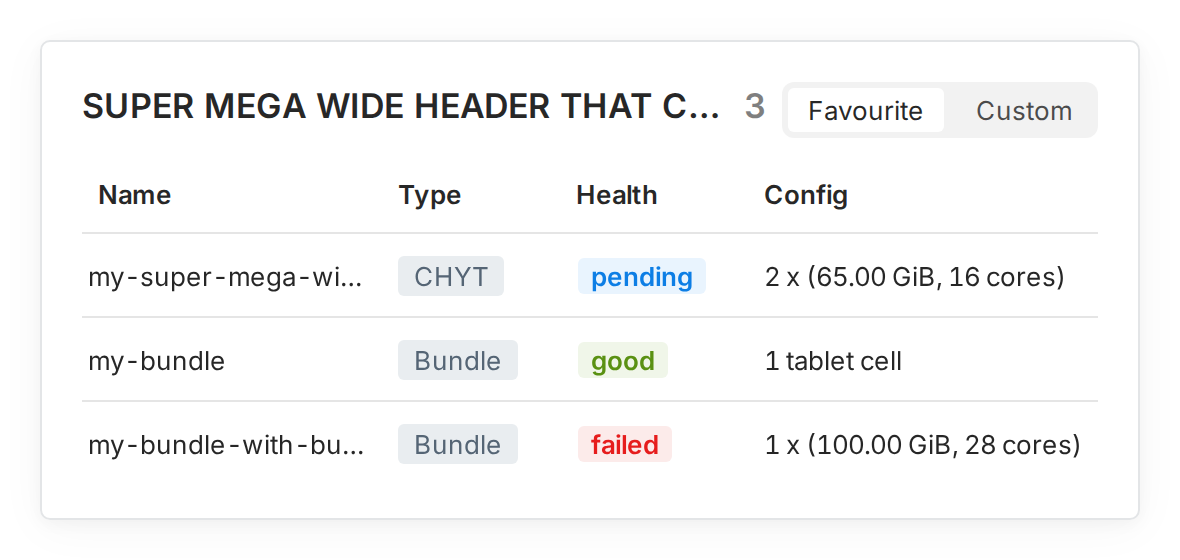 SUPER MEGA WIDE HEADER THAT C... 3 Favourite Custom
Name Type Health Config
my-super-mega-wi... CHYT pending 2 x (65.00 GiB, 16 cores)
my-bundle Bundle good 1 tablet cell
my-bundle-with-bu... Bundle failed 1 x (100.00 GiB, 28 cores)